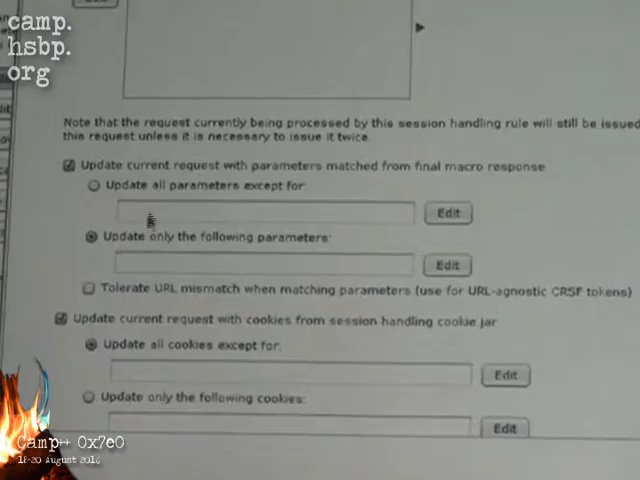 camp.
hsbp.
org
Note that the request currently being processed by this session handling rule will still be issued
this request unless it is necessary to issue it twice.
Update current request with parameters matched from final macro response
Update all parameters except for:
Edit
Update only the following parameters:
Edit
Tolerate URL mismatch when matching parameters (use for URL-agnostic CRSF tokens)
Update current request with cookies from session handling cookie jar
Update all cookies except for:
Edit
Update only the following cookies:
Edit
Camp++ 0x7e0
18-20 August 2016